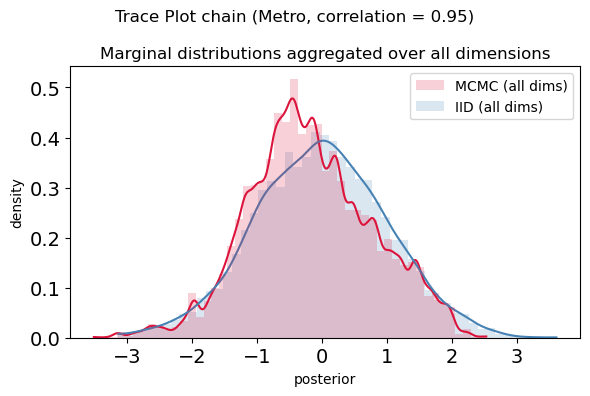 Trace Plot chain (Metro, correlation = 0.95)
Marginal distributions aggregated over all dimensions
MCMC (all dims)
IID (all dims)
density
0.5
0.4
0.3
0.2
0.1
0.0
−3 −2 −1 0 1 2 3
posterior